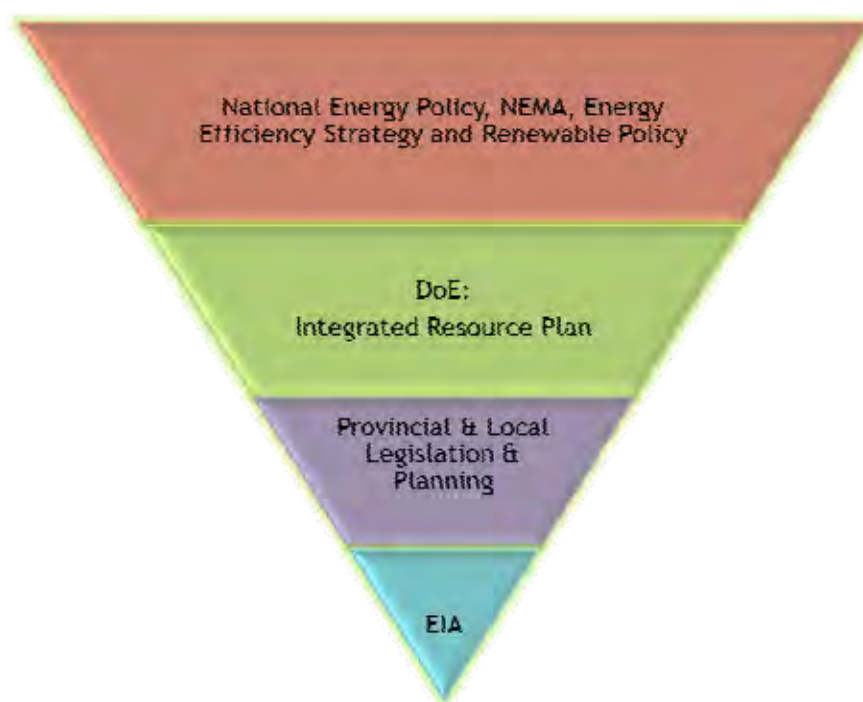 National Energy Policy, NEMA, Energy
Efficiency Strategy and Renewable Policy
DoE:
Integrated Resource Plan
Provincial & Local
Legislation &
Planning
EIA